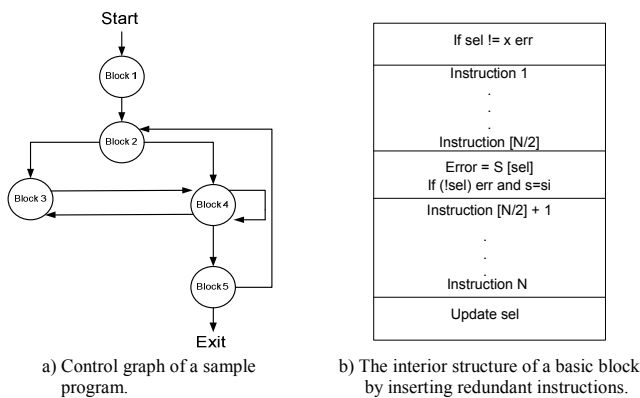 Start
Block 1
Block 2
Block 3
Block 4
Block 5
Exit
a) Control graph of a sample
program.
If sel != x err
Instruction 1
.
.
.
Instruction [N/2]
Error = S [sel]
If (!sel) err and s=si
Instruction [N/2] + 1
.
.
.
Instruction N
Update sel
b) The interior structure of a basic block
by inserting redundant instructions.